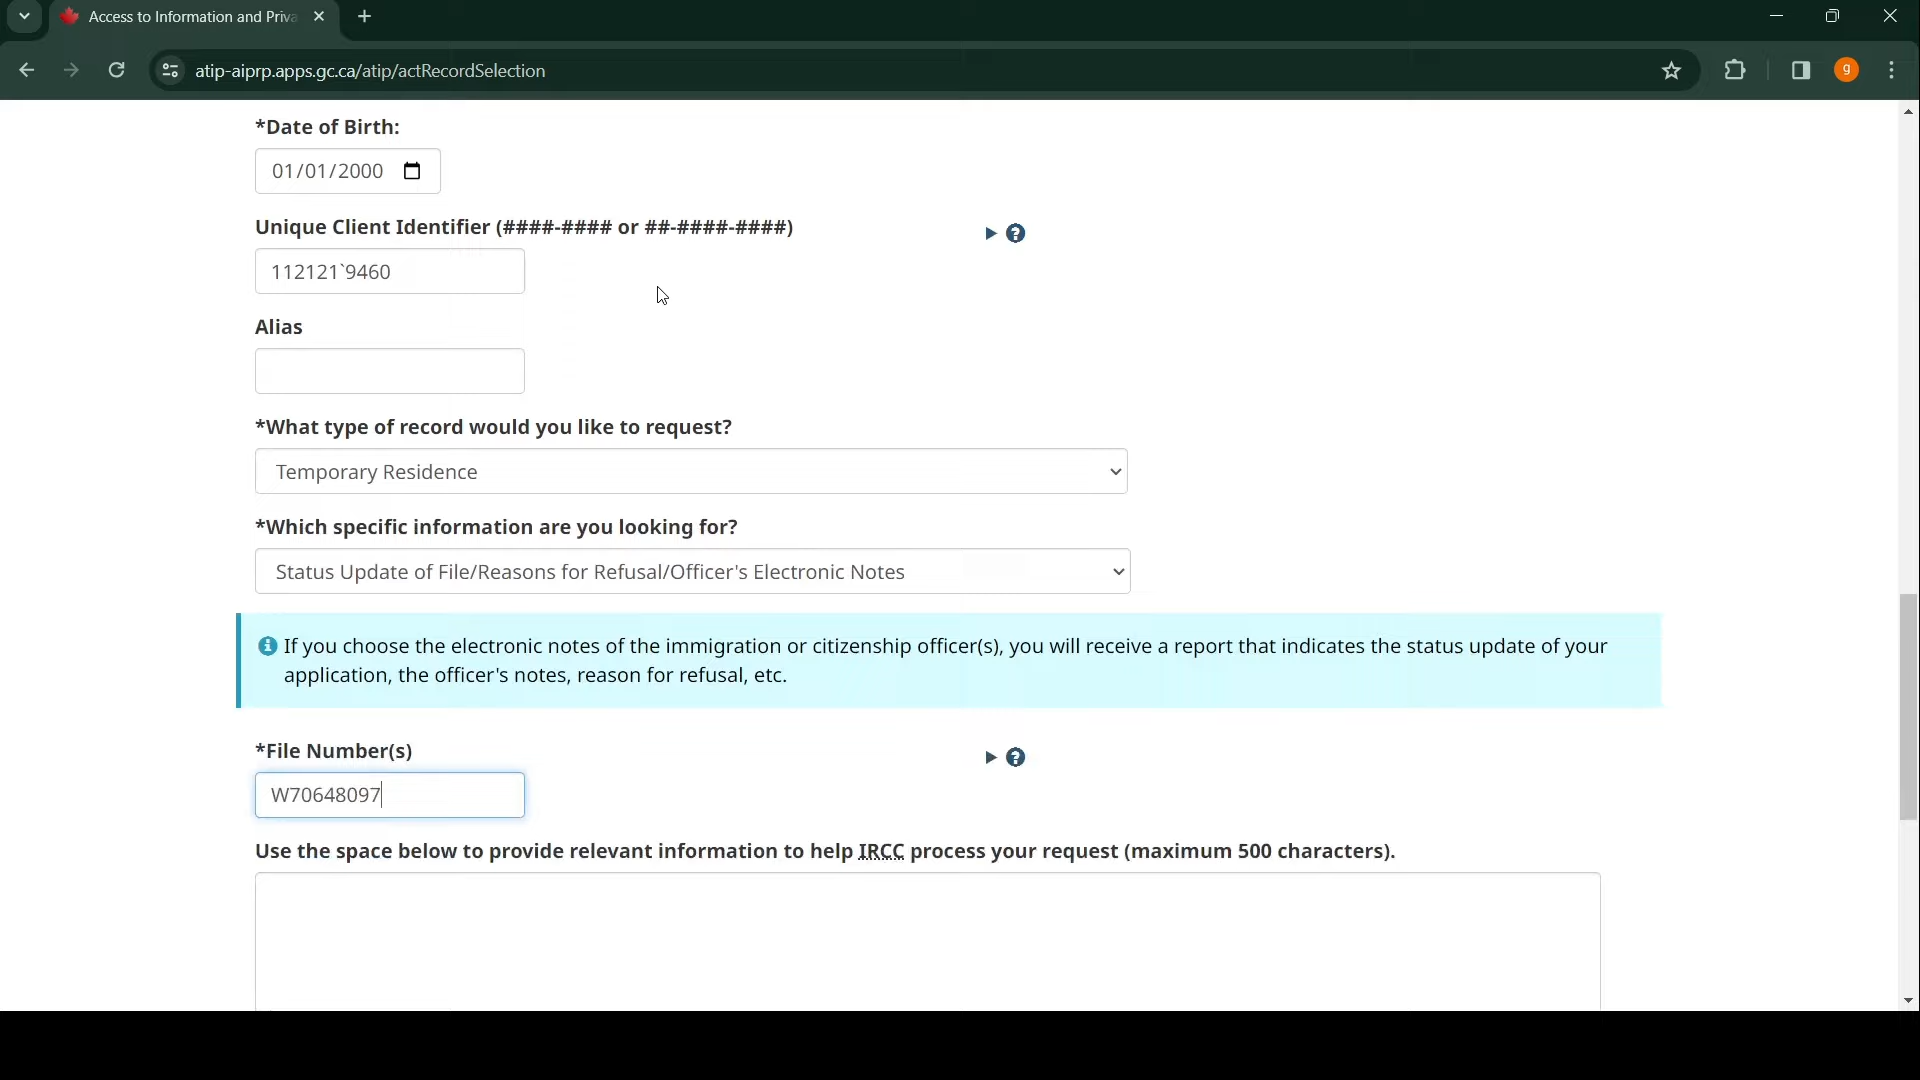 Access to Information and Priva
atip-aiprp.apps.gc.ca/atip/actRecordSelection
g
*Date of Birth:
01/01/2000
Unique Client Identifier (####-#### or ##-####-####)
112121`9460
Alias
*What type of record would you like to request?
Temporary Residence
*Which specific information are you looking for?
Status Update of File/Reasons for Refusal/Officer's Electronic Notes
If you choose the electronic notes of the immigration or citizenship officer(s), you will receive a report that indicates the status update of your
application, the officer's notes, reason for refusal, etc.
*File Number(s)
W70648097
Use the space below to provide relevant information to help IRCC process your request (maximum 500 characters).